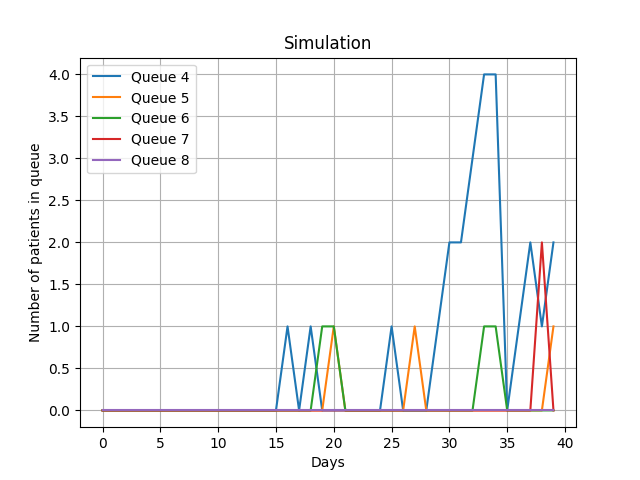 Simulation
Queue 4
Queue 5
Queue 6
Queue 7
Queue 8
Number of patients in queue
4.0
3.5
3.0
2.5
2.0
1.5
1.0
0.5
0.0
0 5 10 15 20 25 30 35 40
Days